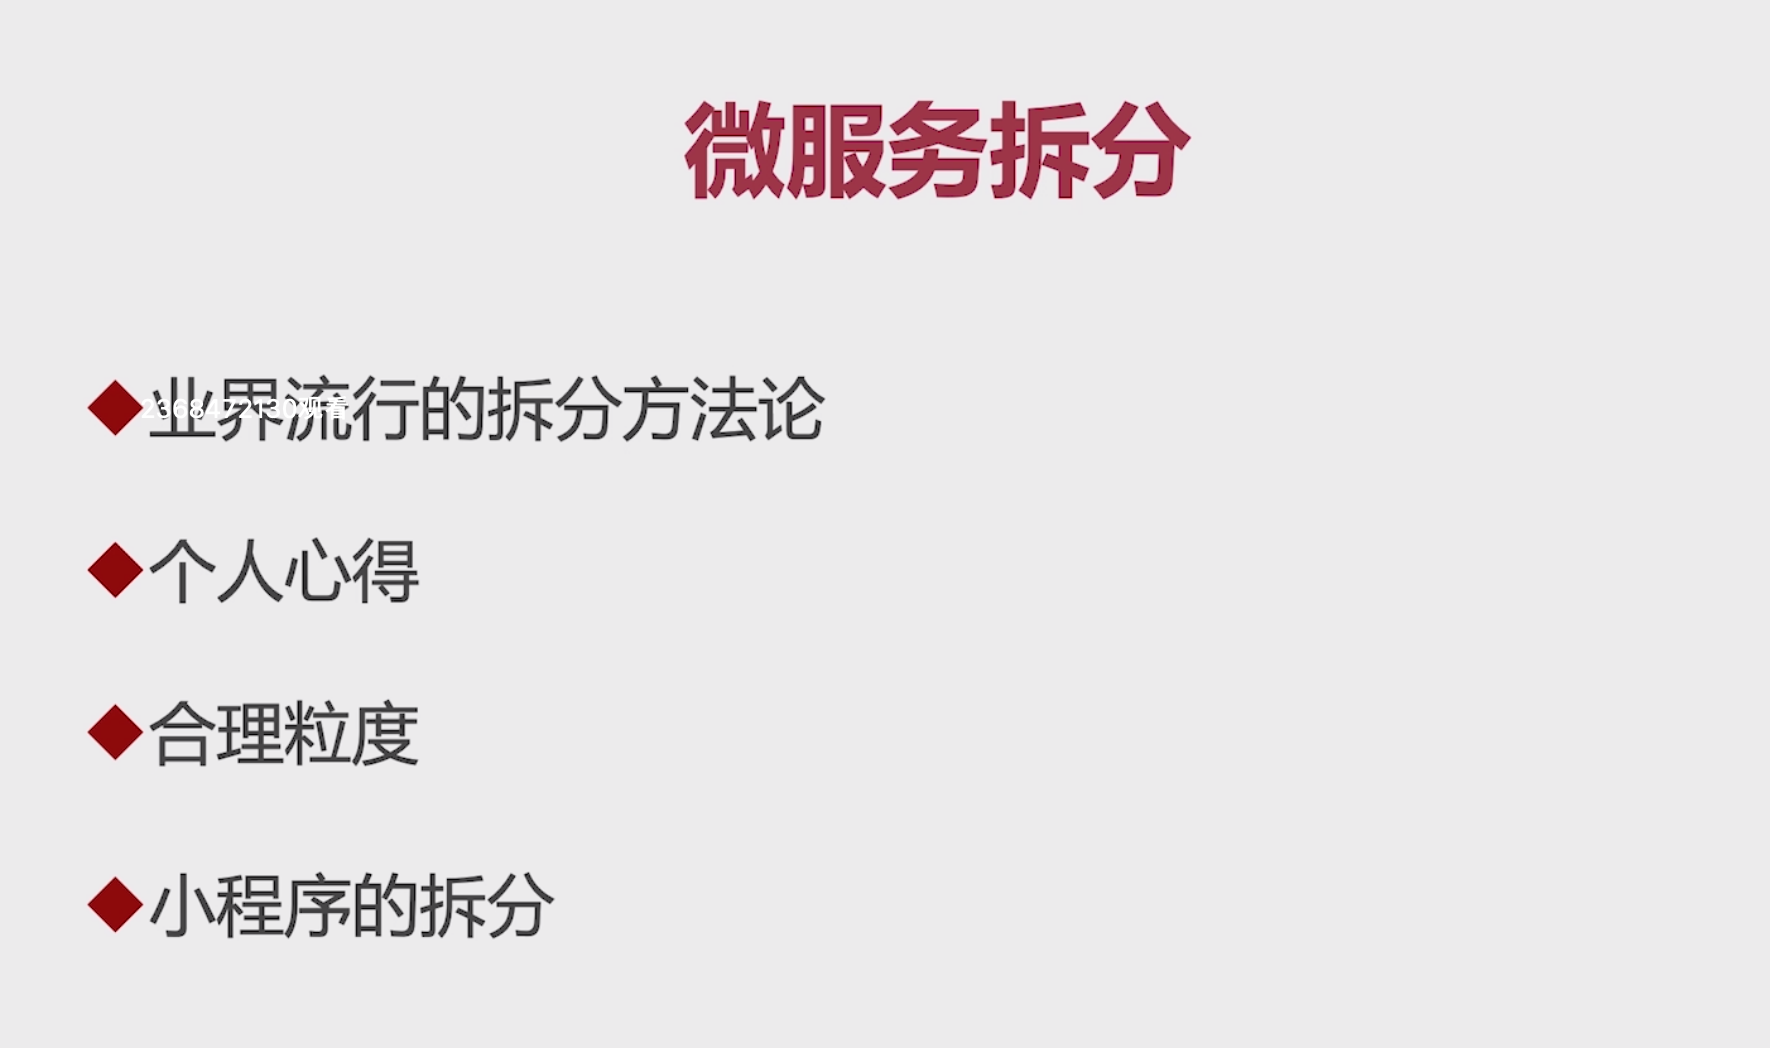 微服务拆分
◆业界流行的拆分方法论
2368472130观看
◆个人心得
◆合理粒度
◆小程序的拆分